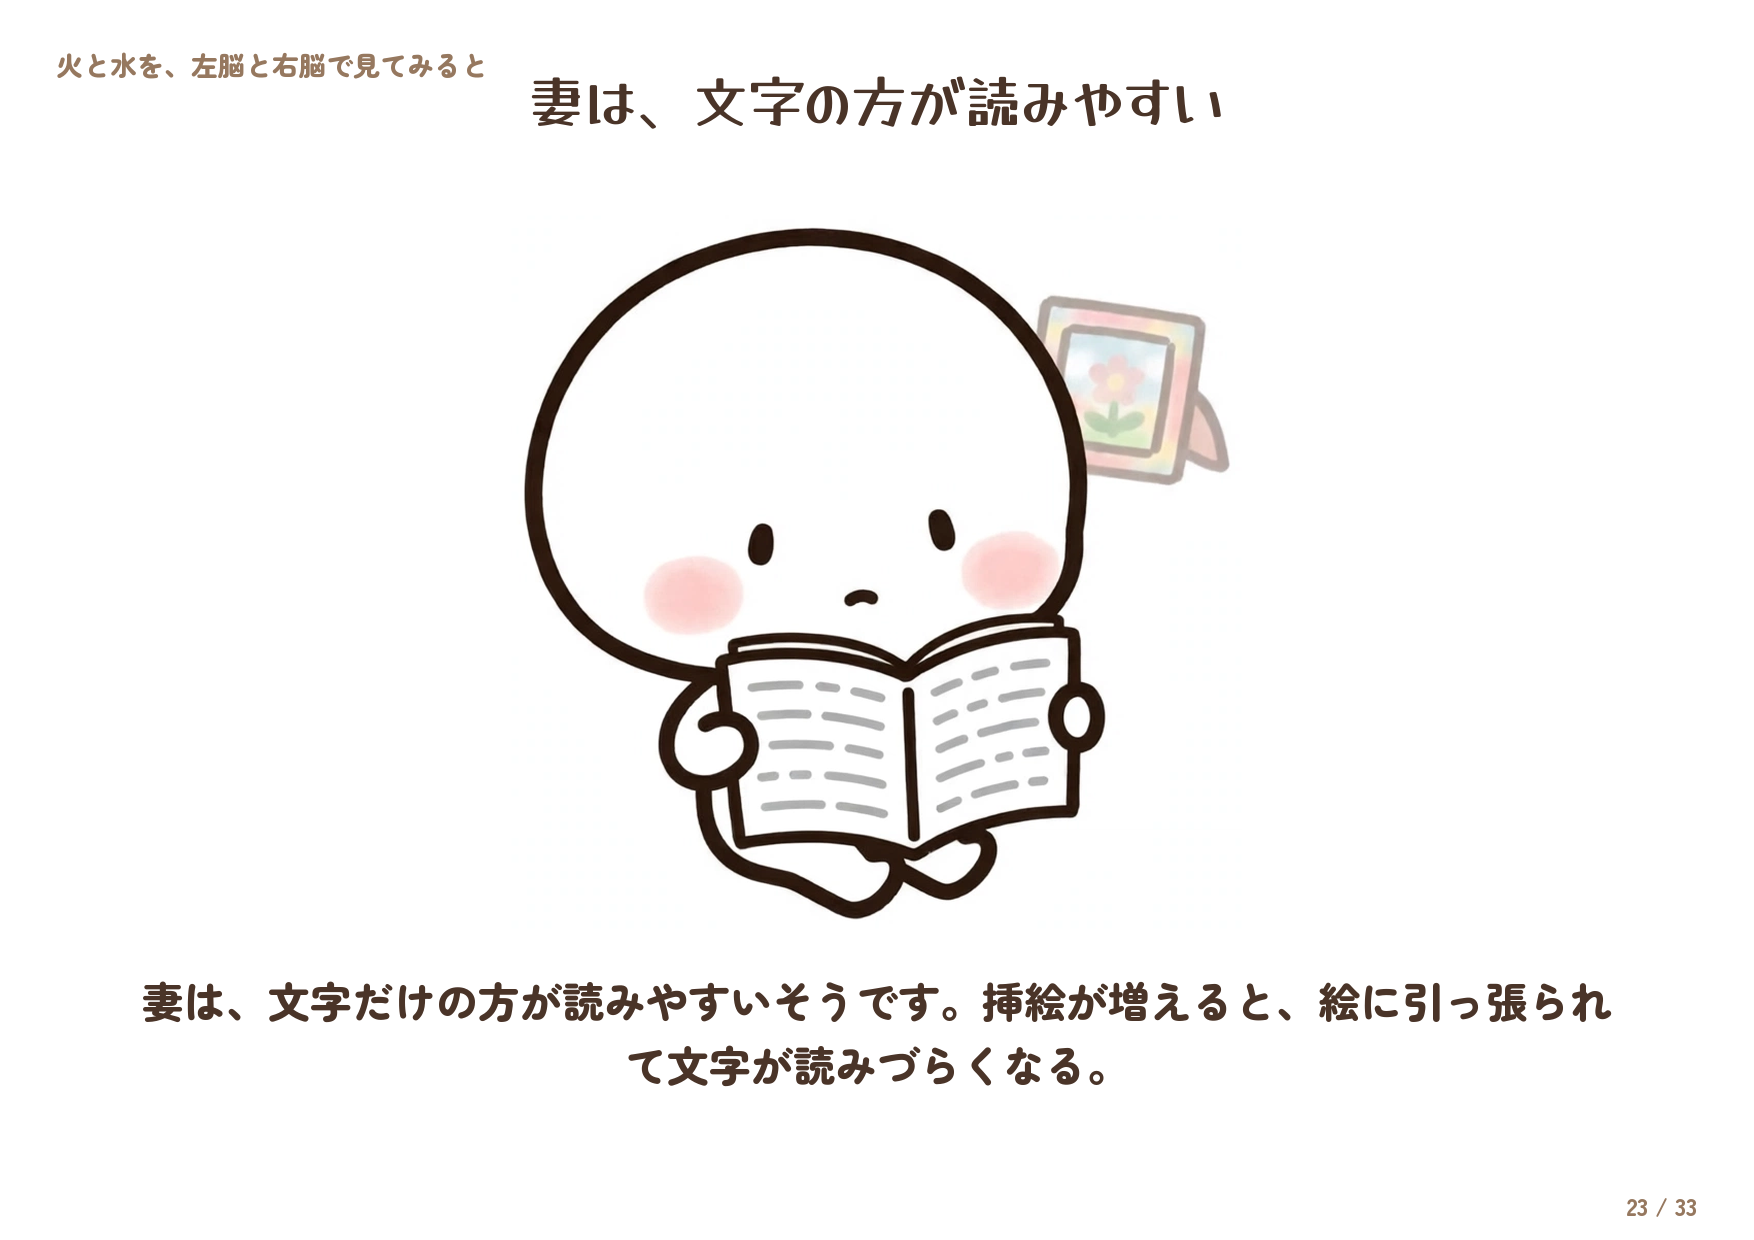 火と水を、左脳と右脳で見てみると
妻は、文字の方が読みやすい
妻は、文字だけの方が読みやすいそうです。挿絵が増えると、絵に引っ張られ
て文字が読みづらくなる。
23 / 33